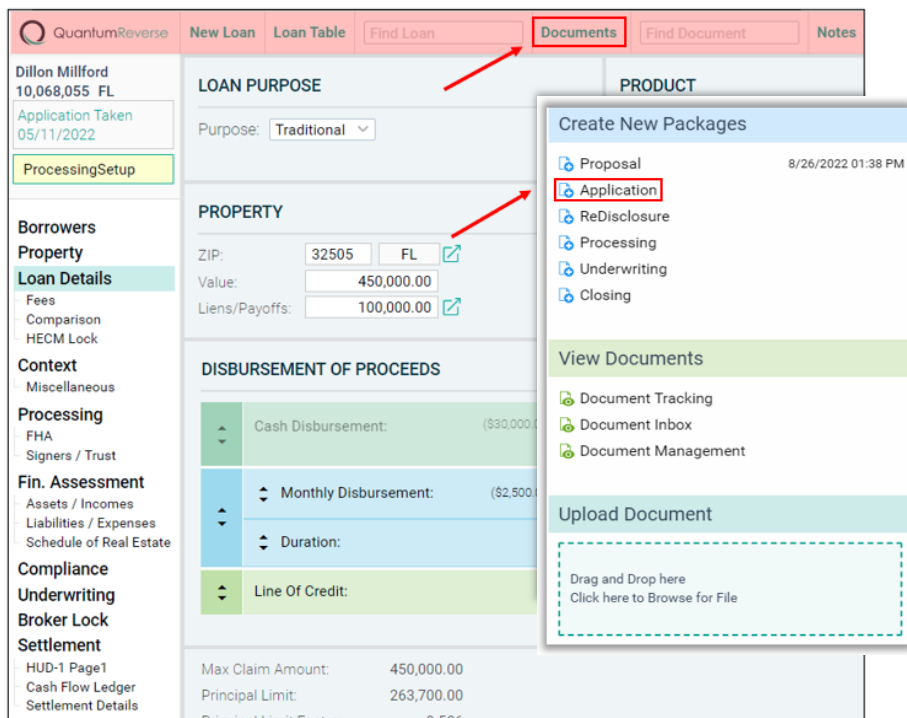 QuantumReverse New Loan Loan Table Find Loan Documents Find Document Notes
Dillon Millford
10,068,055 FL
Application Taken
05/11/2022
ProcessingSetup
Borrowers
Property
Loan Details
Fees
Comparison
HECM Lock
Context
Miscellaneous
Processing
FHA
Signers / Trust
Fin. Assessment
Assets / Incomes
Liabilities / Expenses
Schedule of Real Estate
Compliance
Underwriting
Broker Lock
Settlement
HUD-1 Page1
Cash Flow Ledger
Settlement Details
LOAN PURPOSE
Purpose: Traditional
PROPERTY
ZIP: 32505 FL
Value: 450,000.00
Liens/Payoffs: 100,000.00
DISBURSEMENT OF PROCEEDS
Cash Disbursement: ($30,000.
Monthly Disbursement: ($2,500.
Duration:
Line Of Credit:
Max Claim Amount: 450,000.00
Principal Limit: 263,700.00
PRODUCT
Create New Packages
Proposal 8/26/2022 01:38 PM
Application
ReDisclosure
Processing
Underwriting
Closing
View Documents
Document Tracking
Document Inbox
Document Management
Upload Document
Drag and Drop here
Click here to Browse for File